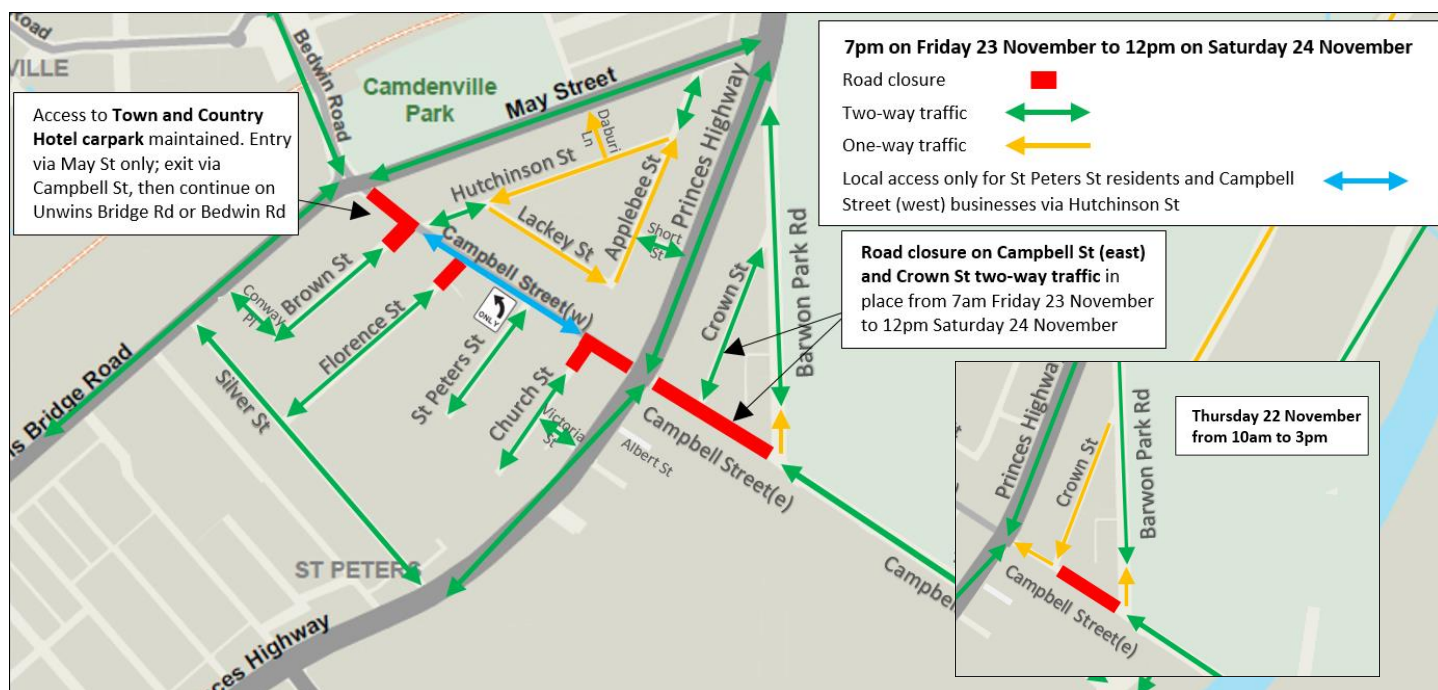 Road
VILLE
Bedwin Road
Camdenville
Park
May Street
Princes Highway
7pm on Friday 23 November to 12pm on Saturday 24 November
Road closure
Two-way traffic
One-way traffic
Local access only for St Peters St residents and Campbell
Street (west) businesses via Hutchinson St
Access to Town and Country
Hotel carpark maintained. Entry
via May St only; exit via
Campbell St, then continue on
Unwins Bridge Rd or Bedwin Rd
Daburi
Ln
Hutchinson St
Lackey St
Applebee St
Short
St
Campbell Street(w)
ONLY
Brown St
Conway
Pl
Florence St
St Peters St
Church St
Victoria
St
Silver St
Albert St
Crown St
Barwon Park Rd
Campbell Street(e)
Road closure on Campbell St (east)
and Crown St two-way traffic in
place from 7am Friday 23 November
to 12pm Saturday 24 November
ns Bridge Road
ST PETERS
ces Highway
Campbel
Thursday 22 November
from 10am to 3pm
Princes Highway
Crown St
Barwon Park Rd
Campbell Street(e)